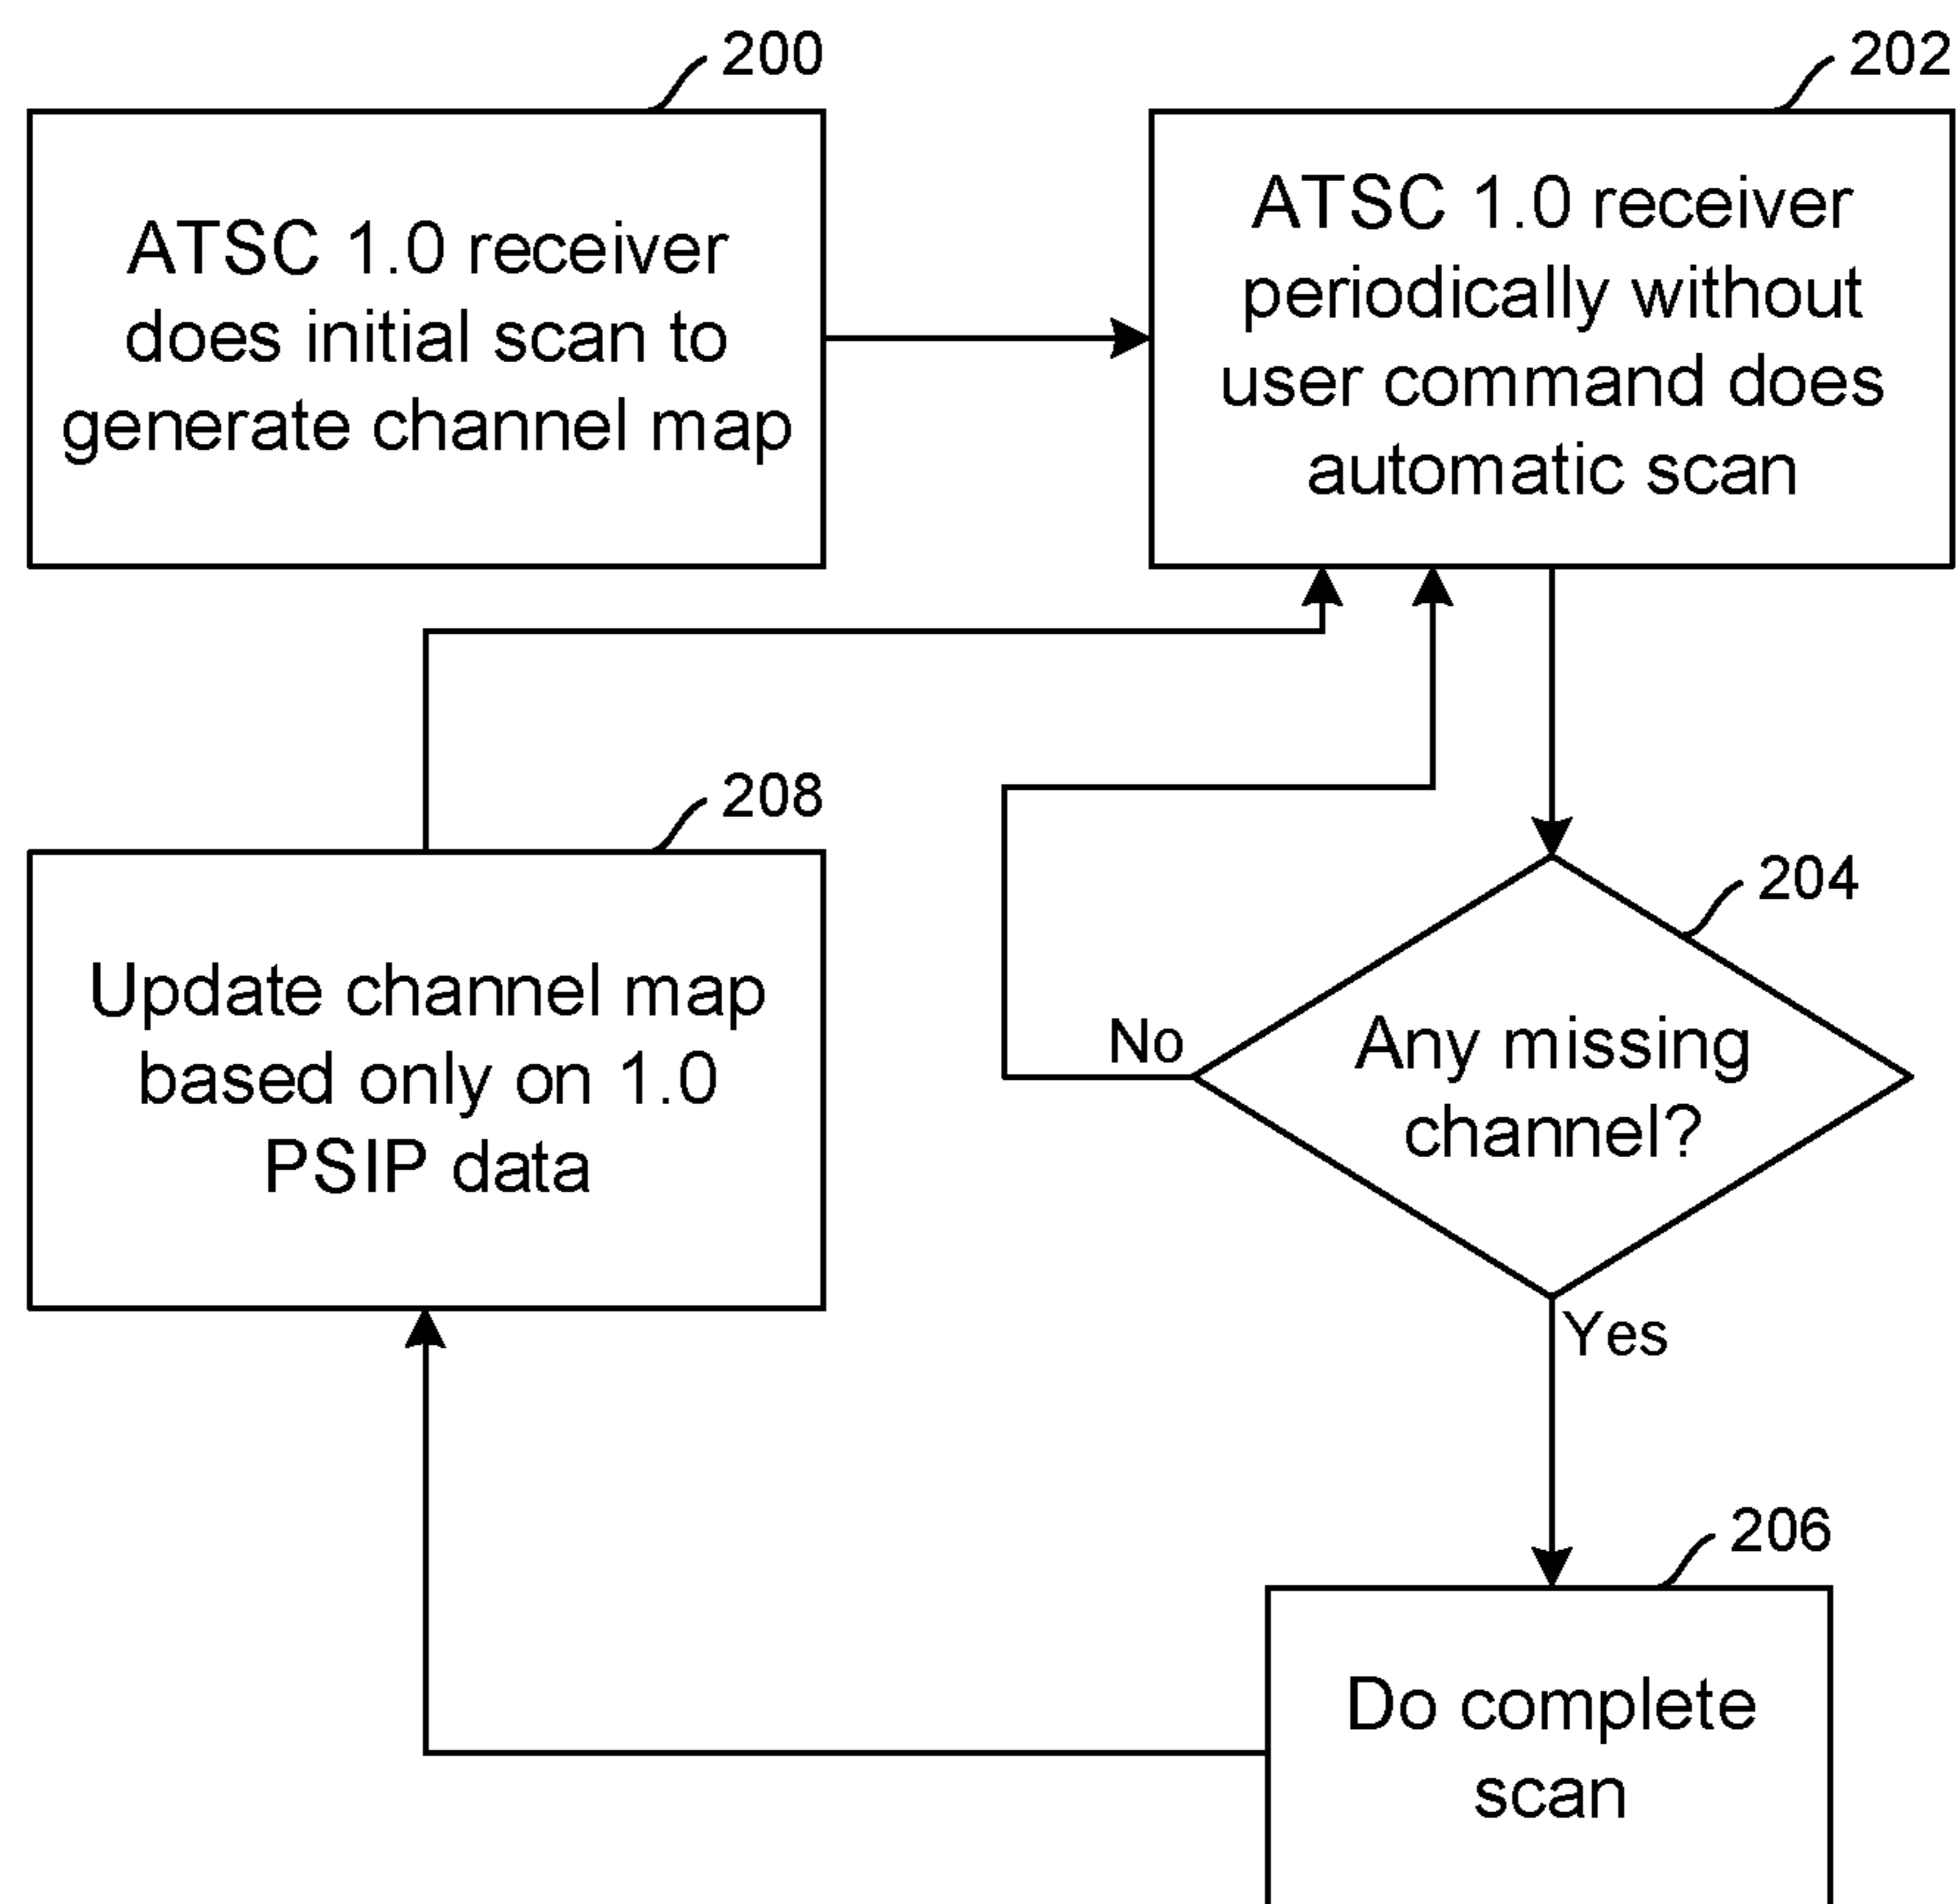 200
ATSC 1.0 receiver
does initial scan to
generate channel map
202
ATSC 1.0 receiver
periodically without
user command does
automatic scan
208
Update channel map
based only on 1.0
PSIP data
204
No
Any missing
channel?
Yes
206
Do complete
scan